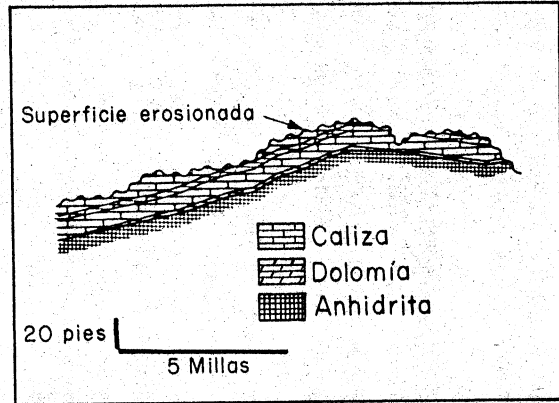 Superficie erosionada
Caliza
Dolomía
Anhidrita
20 pies
5 Millas